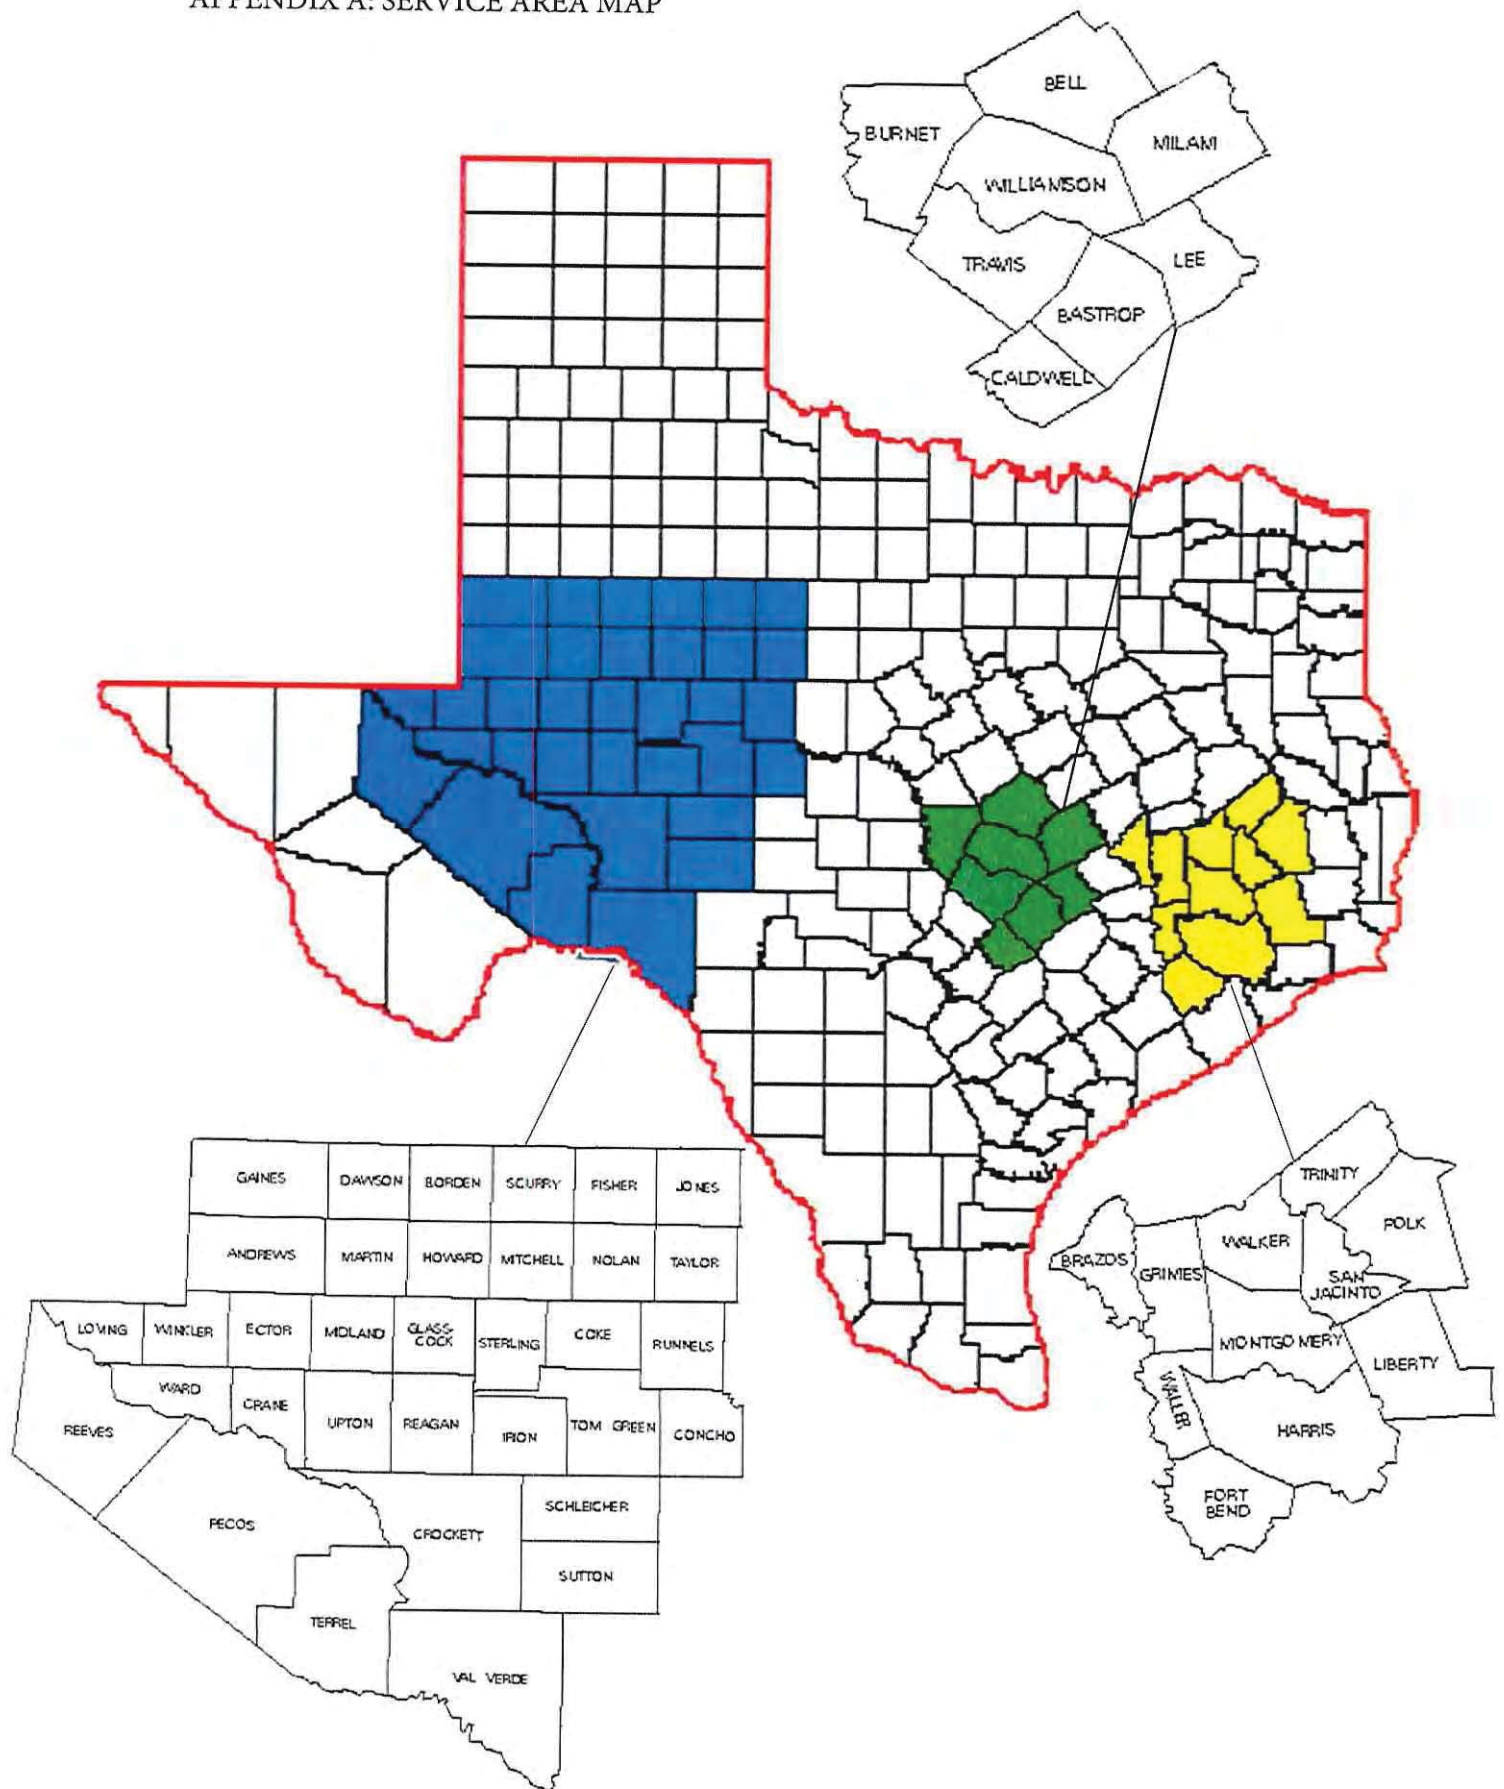 APPENDIX A: SERVICE AREA MAP
BELL
BURNET
MILAM
WILLIAMSON
TRAVIS
LEE
BASTROP
CALDWELL
TRINITY
POLK
WALKER
BRAZOS
GRIMES
SAN
JACINTO
MONTGOMERY
LIBERTY
WALLER
HARRIS
FORT
BEND
GAINES
DAWSON
BORDEN
SCURRY
FISHER
JONES
ANDREWS
MARTIN
HOWARD
MITCHELL
NOLAN
TAYLOR
LOVING
WINKLER
ECTOR
MIDLAND
GLASS-
COCK
STERLING
COKE
RUNNELS
WARD
CRANE
REEVES
UPTON
REAGAN
IRION
TOM GREEN
CONCHO
PECOS
CROCKETT
SCHLEICHER
SUTTON
TERREL
VAL VERDE